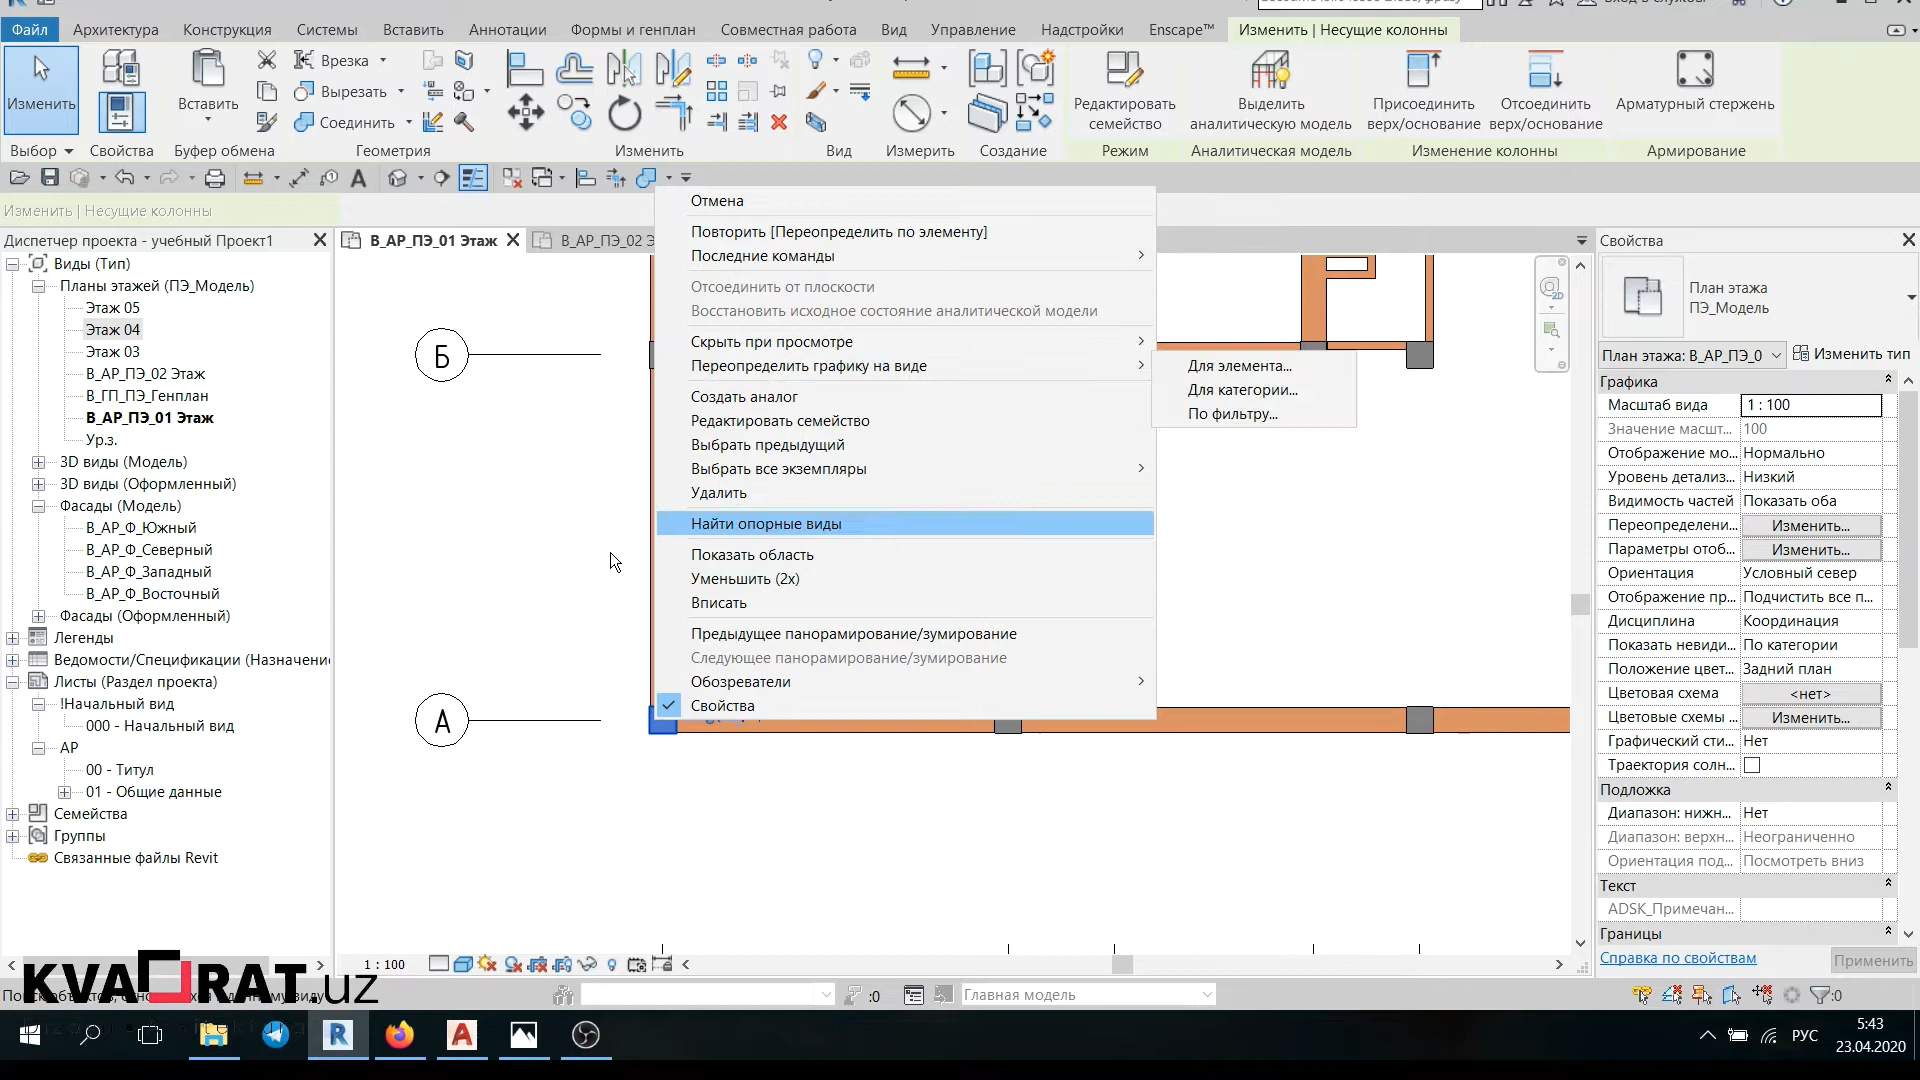 Файл Архитектура Конструкция Системы Вставить Аннотации Формы и генплан Совместная работа Вид Управление Надстройки Enscape™ Изменить | Несущие колонны
Изменить
Вставить
Врезка
Вырезать
Соединить
Редактировать семейство
Выделить аналитическую модель
Присоединить верх/основание
Отсоединить верх/основание
Арматурный стержень
Выбор Свойства Буфер обмена Геометрия Изменить Вид Измерить Создание Режим Аналитическая модель Изменение колонны Армирование
Изменить | Несущие колонны
Диспетчер проекта - учебный Проект1
Виды (Тип)
Планы этажей (ПЭ_Модель)
Этаж 05
Этаж 04
Этаж 03
В_АР_ПЭ_02 Этаж
В_ГП_ПЭ_Генплан
В_АР_ПЭ_01 Этаж
Ур.з.
3D виды (Модель)
3D виды (Оформленный)
Фасады (Модель)
В_АР_Ф_Южный
В_АР_Ф_Северный
В_АР_Ф_Западный
В_АР_Ф_Восточный
Фасады (Оформленный)
Легенды
Ведомости/Спецификации (Назначени
Листы (Раздел проекта)
!Начальный вид
000 - Начальный вид
АР
00 - Титул
01 - Общие данные
Семейства
Группы
Связанные файлы Revit
В_АР_ПЭ_01 Этаж
В_АР_ПЭ_02 Э
Б
А
Отмена
Повторить [Переопределить по элементу]
Последние команды
Отсоединить от плоскости
Восстановить исходное состояние аналитической модели
Скрыть при просмотре
Переопределить графику на виде
Создать аналог
Редактировать семейство
Выбрать предыдущий
Выбрать все экземпляры
Удалить
Найти опорные виды
Показать область
Уменьшить (2x)
Вписать
Предыдущее панорамирование/зумирование
Следующее панорамирование/зумирование
Обозреватели
Свойства
Для элемента...
Для категории...
По фильтру...
2D
Свойства
План этажа
ПЭ_Модель
План этажа: В_АР_ПЭ_0 Изменить тип
Графика
Масштаб вида 1 : 100
Значение масшт... 100
Отображение мо... Нормально
Уровень детализ... Низкий
Видимость частей Показать оба
Переопределени... Изменить...
Параметры отоб... Изменить...
Ориентация Условный север
Отображение пр... Подчистить все п...
Дисциплина Координация
Показать невиди... По категории
Положение цвет... Задний план
Цветовая схема <нет>
Цветовые схемы ... Изменить...
Графический сти... Нет
Траектория солн...
Подложка
Диапазон: нижн... Нет
Диапазон: верхн... Неограниченно
Ориентация под... Посмотреть вниз
Текст
ADSK_Примечан...
Границы
Справка по свойствам Применить
1 : 100
KVADRAT.uz
:0
Главная модель
:0
РУС
5:43
23.04.2020